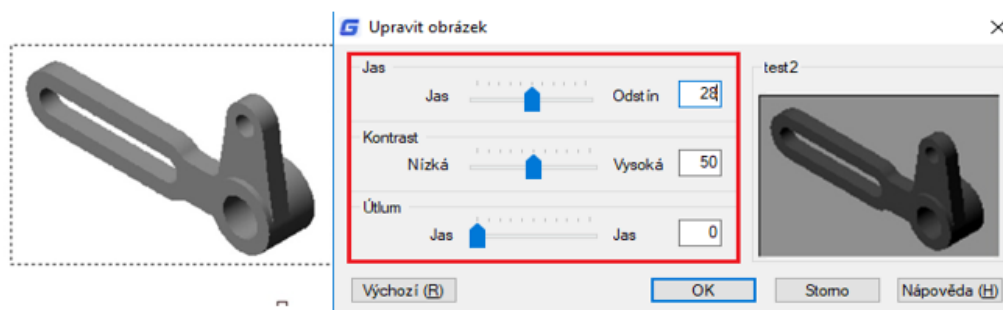 Upravit obrázek
Jas
Jas Odstín 28
Kontrast
Nízká Vysoká 50
Útlum
Jas Jas 0
test2
Výchozí (R) OK Storno Nápověda (H)